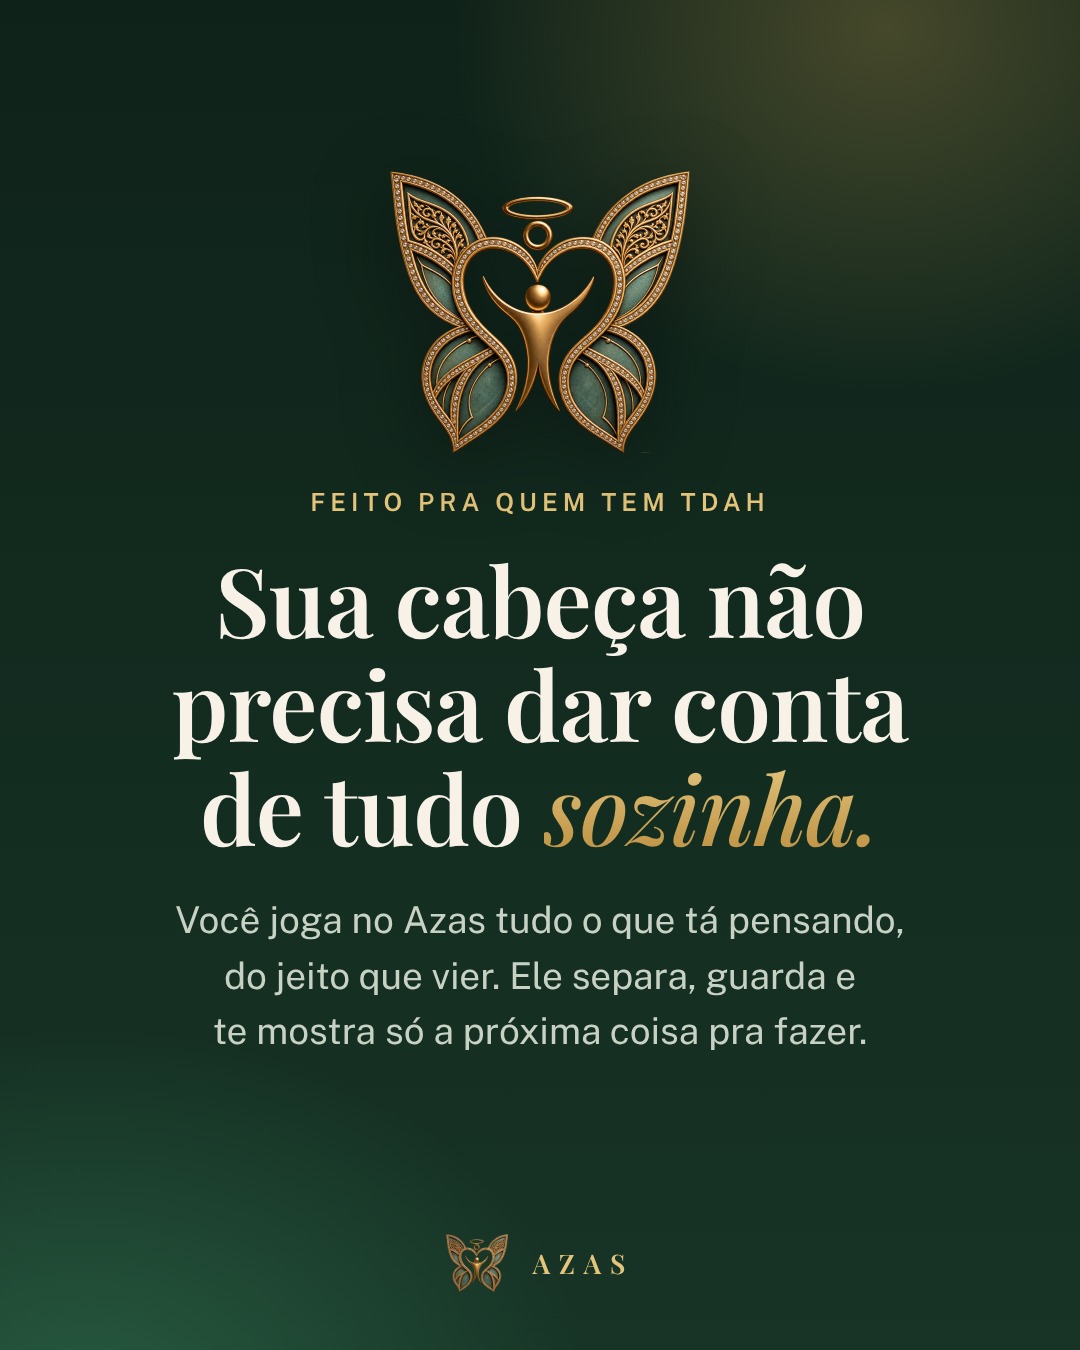 FEITO PRA QUEM TEM TDAH
Sua cabeça não
precisa dar conta
de tudo sozinha.
Você joga no Azas tudo o que tá pensando,
do jeito que vier. Ele separa, guarda e
te mostra só a próxima coisa pra fazer.
AZAS